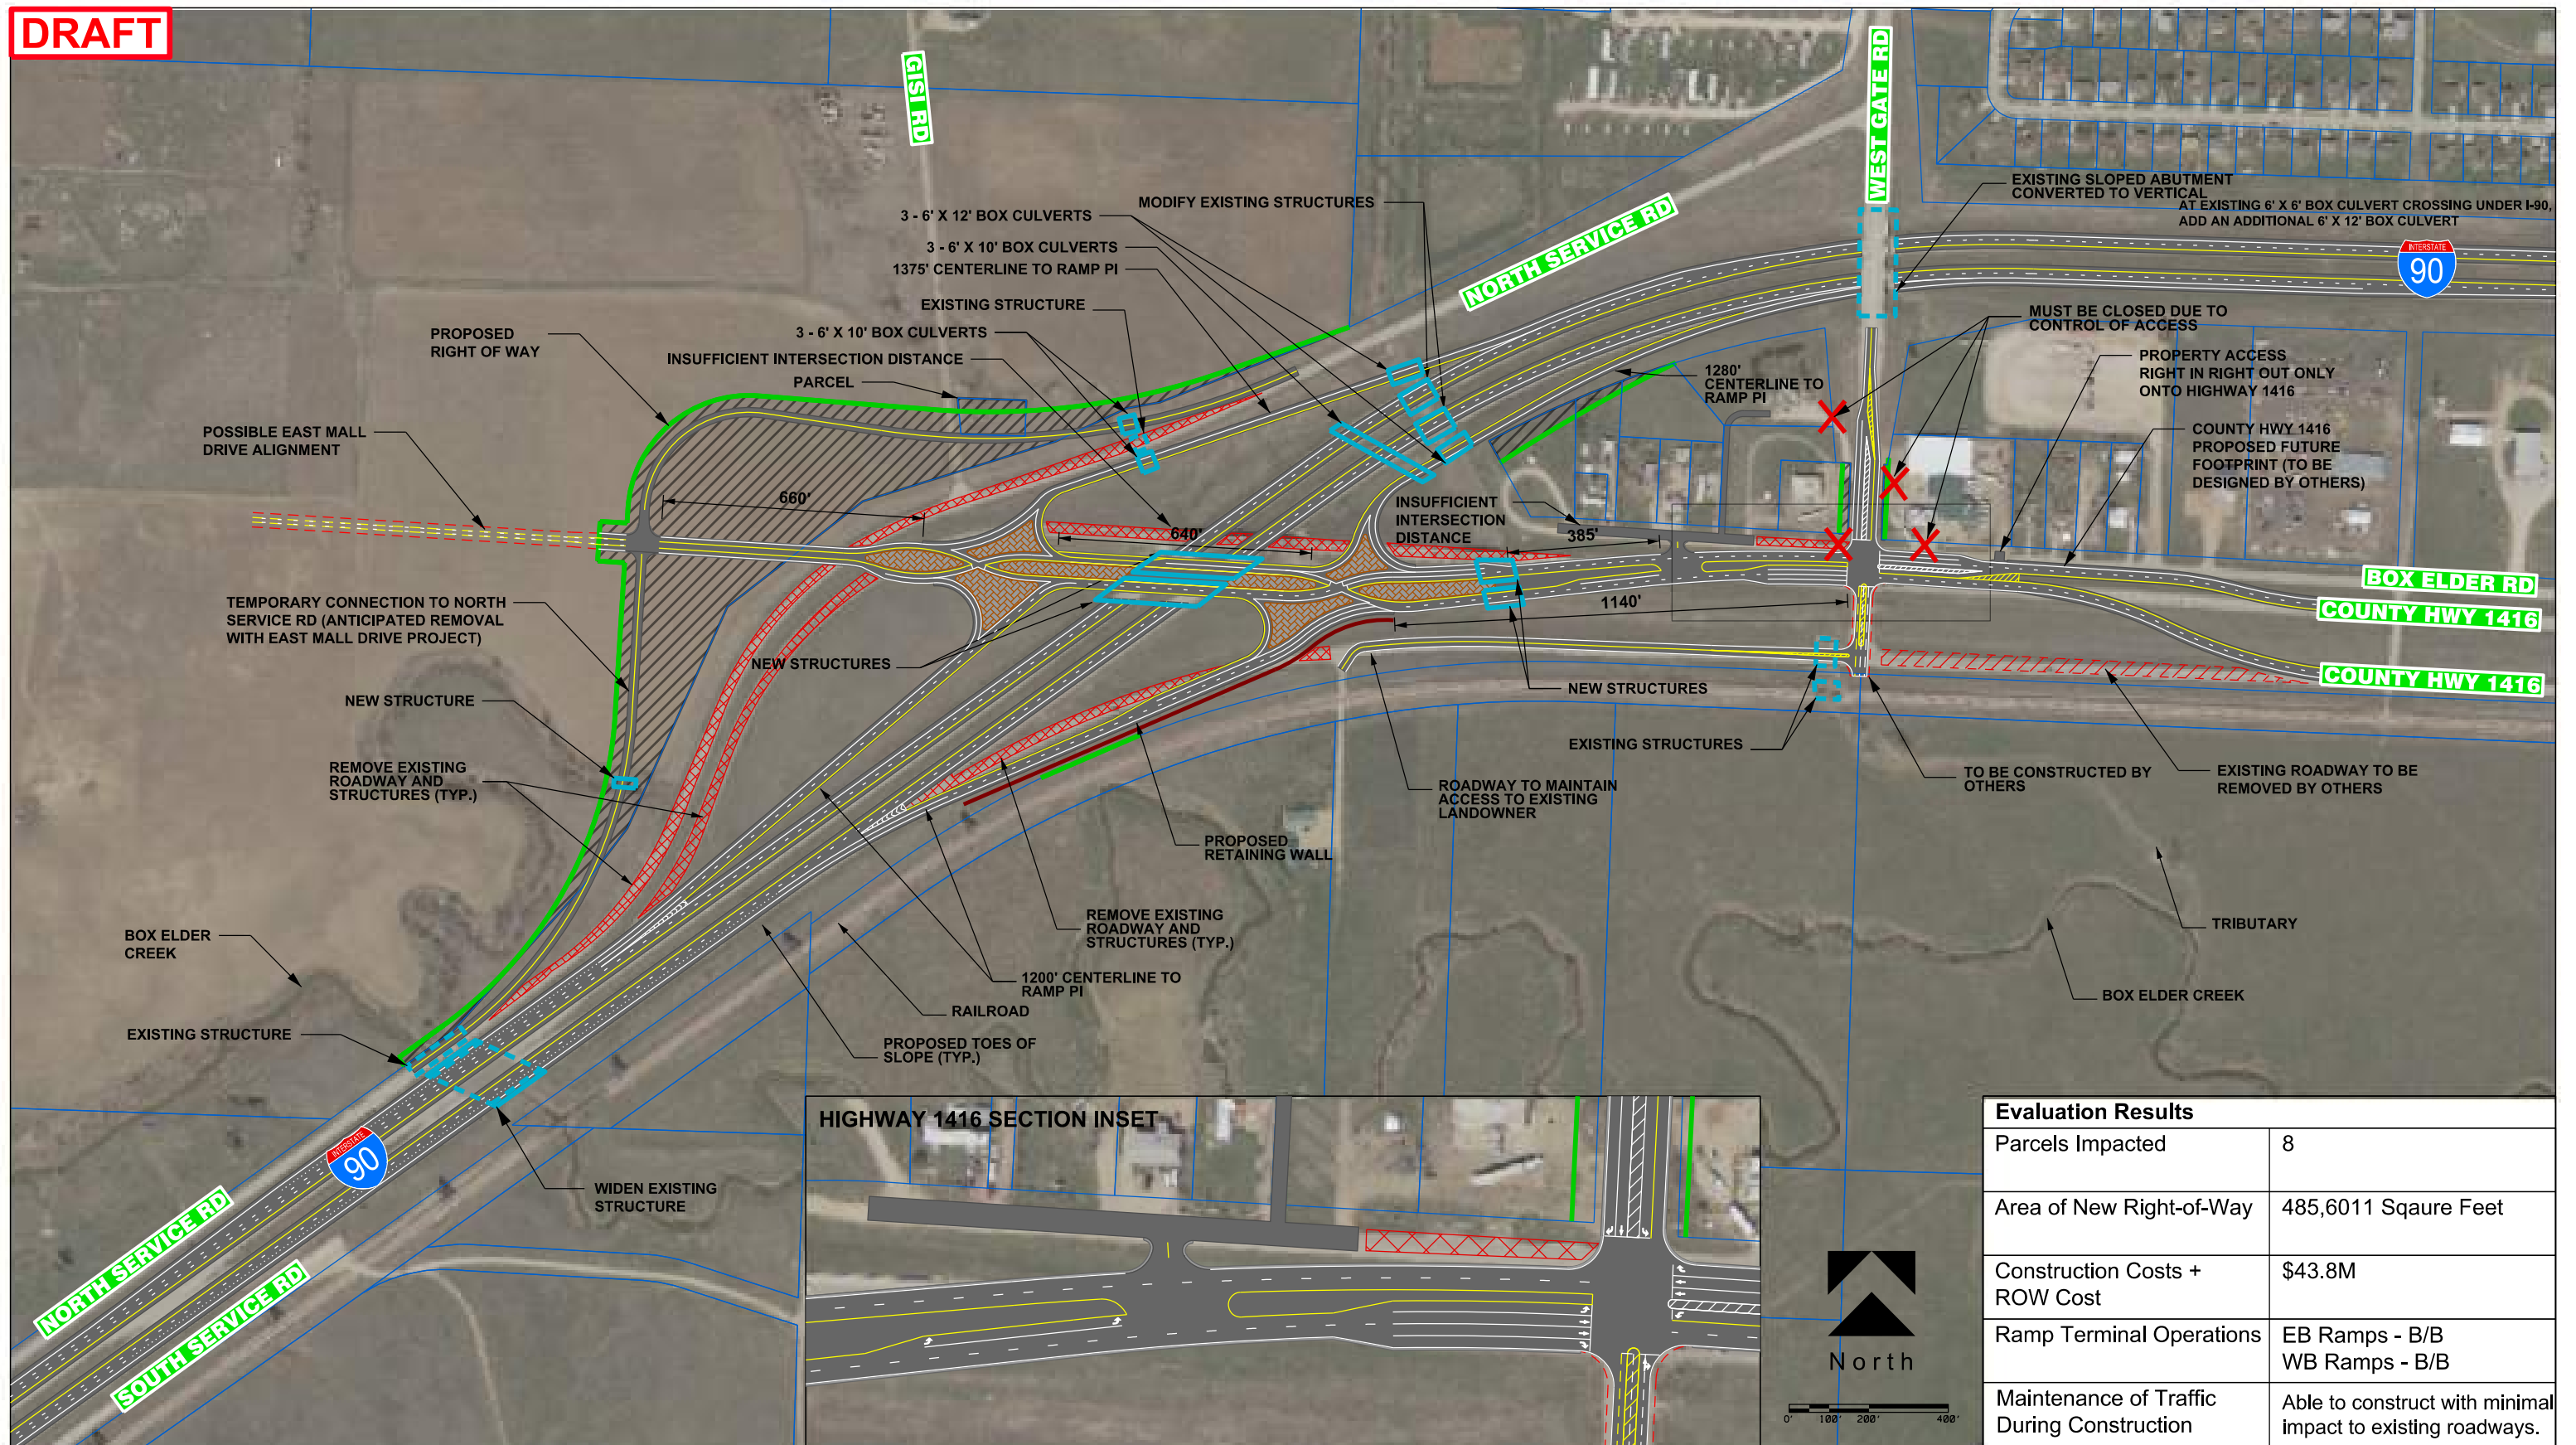 DRAFT
GISI RD
WEST GATE RD
EXISTING SLOPED ABUTMENT
CONVERTED TO VERTICAL
AT EXISTING 6' X 6' BOX CULVERT CROSSING UNDER I-90,
ADD AN ADDITIONAL 6' X 12' BOX CULVERT
3 - 6' X 12' BOX CULVERTS
MODIFY EXISTING STRUCTURES
NORTH SERVICE RD
3 - 6' X 10' BOX CULVERTS
1375' CENTERLINE TO RAMP PI
INTERSTATE
90
EXISTING STRUCTURE
3 - 6' X 10' BOX CULVERTS
INSUFFICIENT INTERSECTION DISTANCE
PARCEL
PROPOSED
RIGHT OF WAY
MUST BE CLOSED DUE TO
CONTROL OF ACCESS
PROPERTY ACCESS
RIGHT IN RIGHT OUT ONLY
ONTO HIGHWAY 1416
1280'
CENTERLINE TO
RAMP PI
POSSIBLE EAST MALL
DRIVE ALIGNMENT
COUNTY HWY 1416
PROPOSED FUTURE
FOOTPRINT (TO BE
DESIGNED BY OTHERS)
660'
640'
INSUFFICIENT
INTERSECTION
DISTANCE
385'
1140'
BOX ELDER RD
COUNTY HWY 1416
COUNTY HWY 1416
TEMPORARY CONNECTION TO NORTH
SERVICE RD (ANTICIPATED REMOVAL
WITH EAST MALL DRIVE PROJECT)
NEW STRUCTURES
NEW STRUCTURES
NEW STRUCTURE
EXISTING STRUCTURES
REMOVE EXISTING
ROADWAY AND
STRUCTURES (TYP.)
ROADWAY TO MAINTAIN
ACCESS TO EXISTING
LANDOWNER
TO BE CONSTRUCTED BY
OTHERS
EXISTING ROADWAY TO BE
REMOVED BY OTHERS
PROPOSED
RETAINING WALL
REMOVE EXISTING
ROADWAY AND
STRUCTURES (TYP.)
TRIBUTARY
BOX ELDER
CREEK
1200' CENTERLINE TO
RAMP PI
BOX ELDER CREEK
RAILROAD
EXISTING STRUCTURE
PROPOSED TOES OF
SLOPE (TYP.)
INTERSTATE
90
WIDEN EXISTING
STRUCTURE
NORTH SERVICE RD
SOUTH SERVICE RD
HIGHWAY 1416 SECTION INSET
North
0' 100' 200' 400'
Evaluation Results
Parcels Impacted 8
Area of New Right-of-Way 485,6011 Sqaure Feet
Construction Costs + $43.8M
ROW Cost
Ramp Terminal Operations EB Ramps - B/B
WB Ramps - B/B
Maintenance of Traffic Able to construct with minimal
During Construction impact to existing roadways.